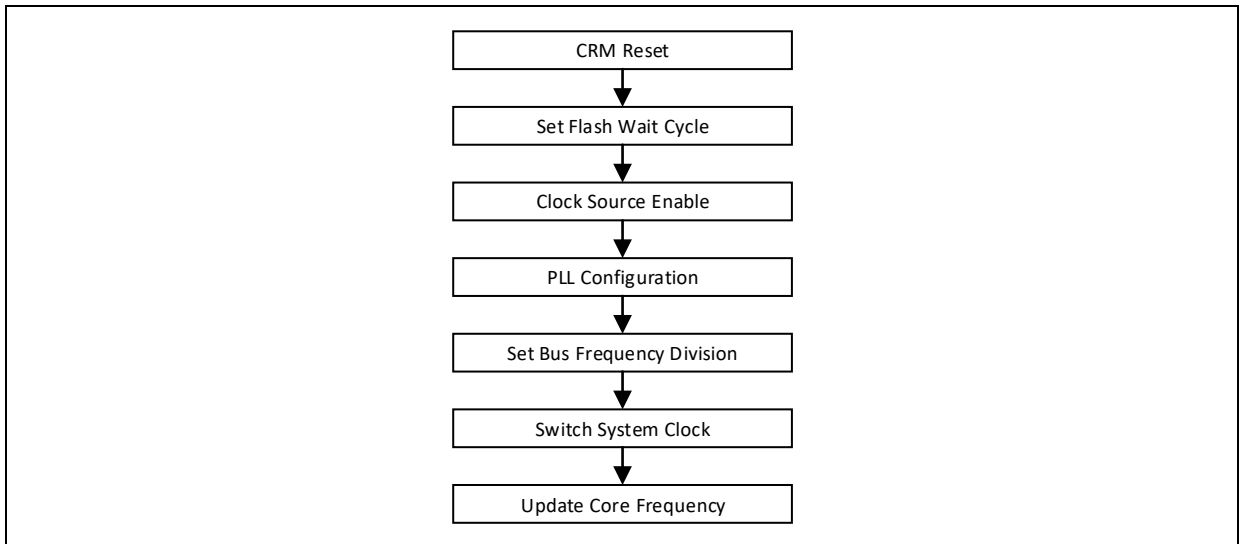 CRM Reset
Set Flash Wait Cycle
Clock Source Enable
PLL Configuration
Set Bus Frequency Division
Switch System Clock
Update Core Frequency